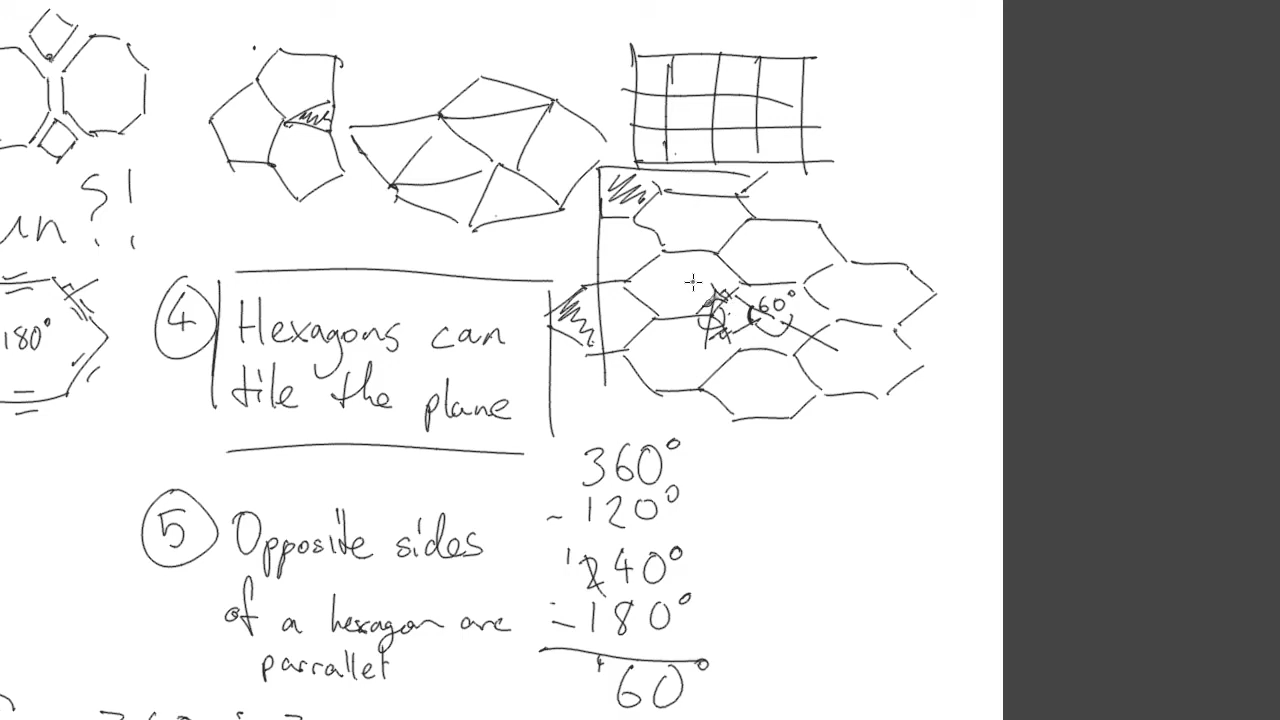 ?!
180°
4
Hexagons can
tile the plane
60°
5
Opposite sides
of a hexagon are
parrallel
360°
- 120°
240°
- 180°
60°